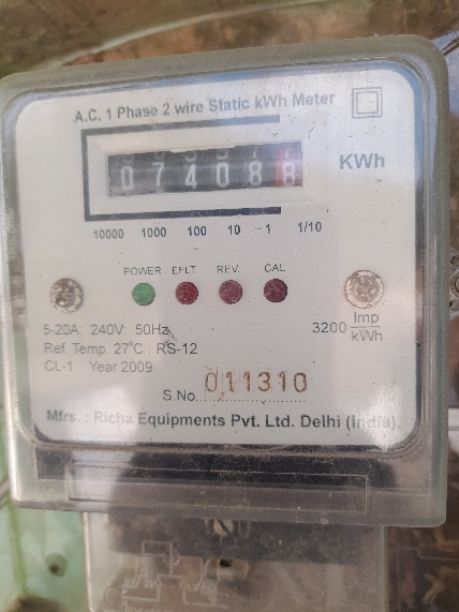 A.C. 1 Phase 2 wire Static kWh Meter
074088 KWh
10000 1000 100 10 1 1/10
POWER EFLT REV. CAL
5-20A: 240V: 50Hz
3200 Imp/kWh
Ref. Temp. 27°C : RS-12
CL-1 Year 2009
S.No. 011310
Mfrs. : Richa Equipments Pvt. Ltd. Delhi (India).